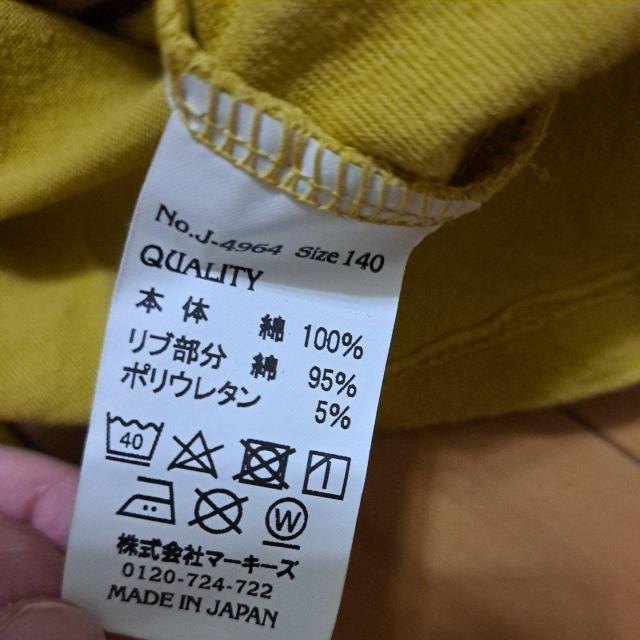 No.J-4964 Size 140
QUALITY
本体 綿 100%
リブ部分 綿 95%
ポリウレタン 5%
40
W
株式会社マーキーズ
0120-724-722
MADE IN JAPAN